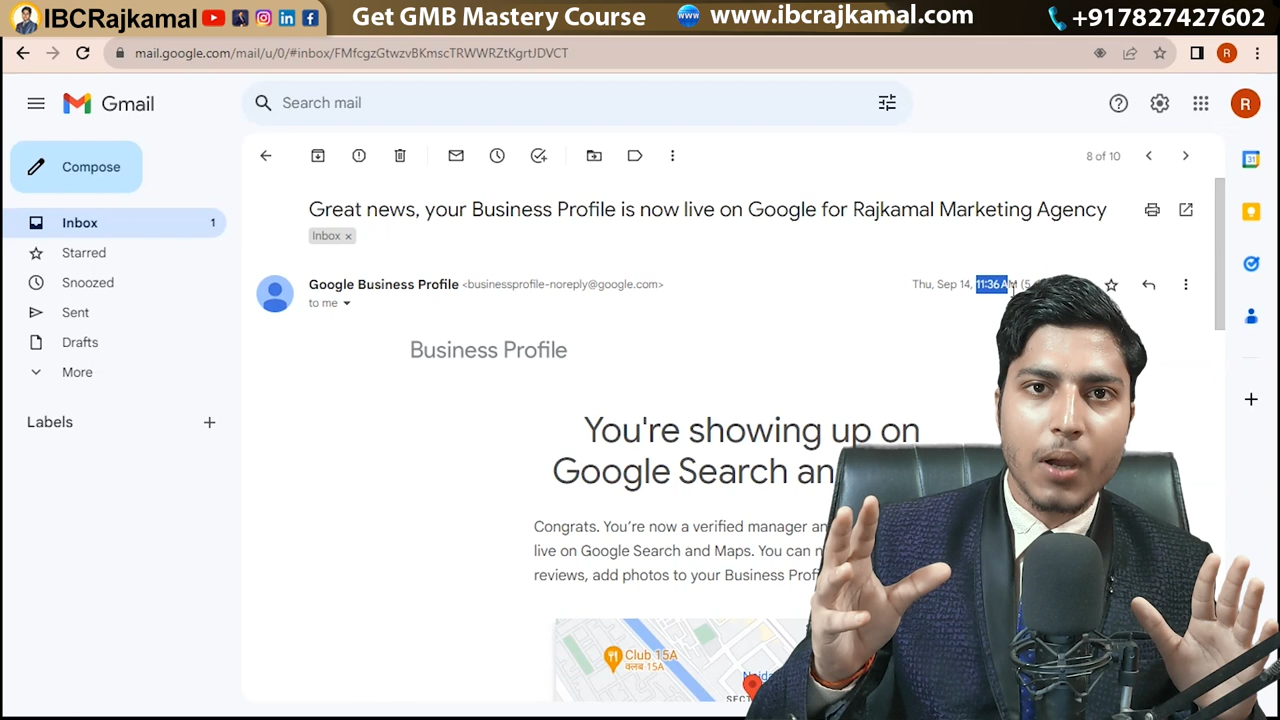 IBCRajkamal
Get GMB Mastery Course
www
www.ibcrajkamal.com
+917827427602
mail.google.com/mail/u/0/#inbox/FMfcgzGtwzvBKmscTRWWRZtKgrtJDVCT
R
Gmail
Search mail
R
Compose
8 of 10
31
Inbox 1
Great news, your Business Profile is now live on Google for Rajkamal Marketing Agency
Inbox ×
Starred
Snoozed
Google Business Profile <businessprofile-noreply@google.com>
Thu, Sep 14, 11:36 AM (5
to me
Sent
Drafts
Business Profile
More
Labels
You're showing up on
Google Search an
Congrats. You're now a verified manager an
live on Google Search and Maps. You can
reviews, add photos to your Business Prof
Club 15A
क्लब 15A